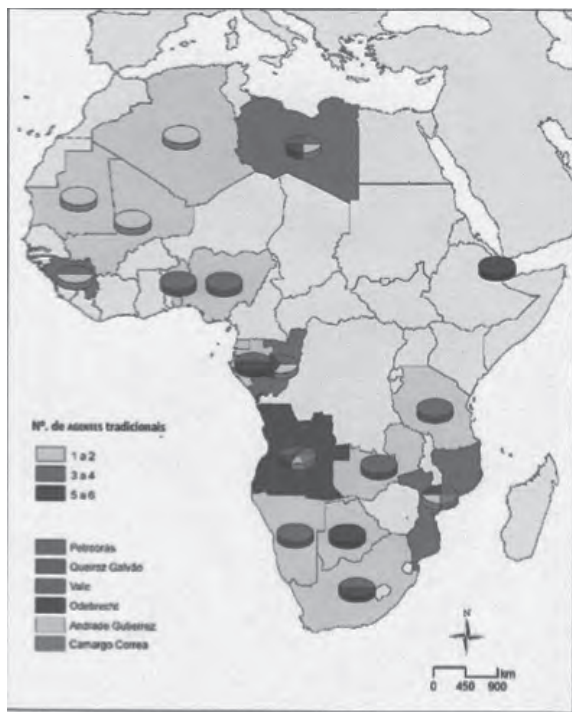 Nº. de AGENTES tradicionais
1 a 2
3 a 4
5 a 6
Petrobrás
Queiroz Galvão
Vale
Odebrecht
Andrade Gutierrez
Camargo Correa
N
km
0 450 900